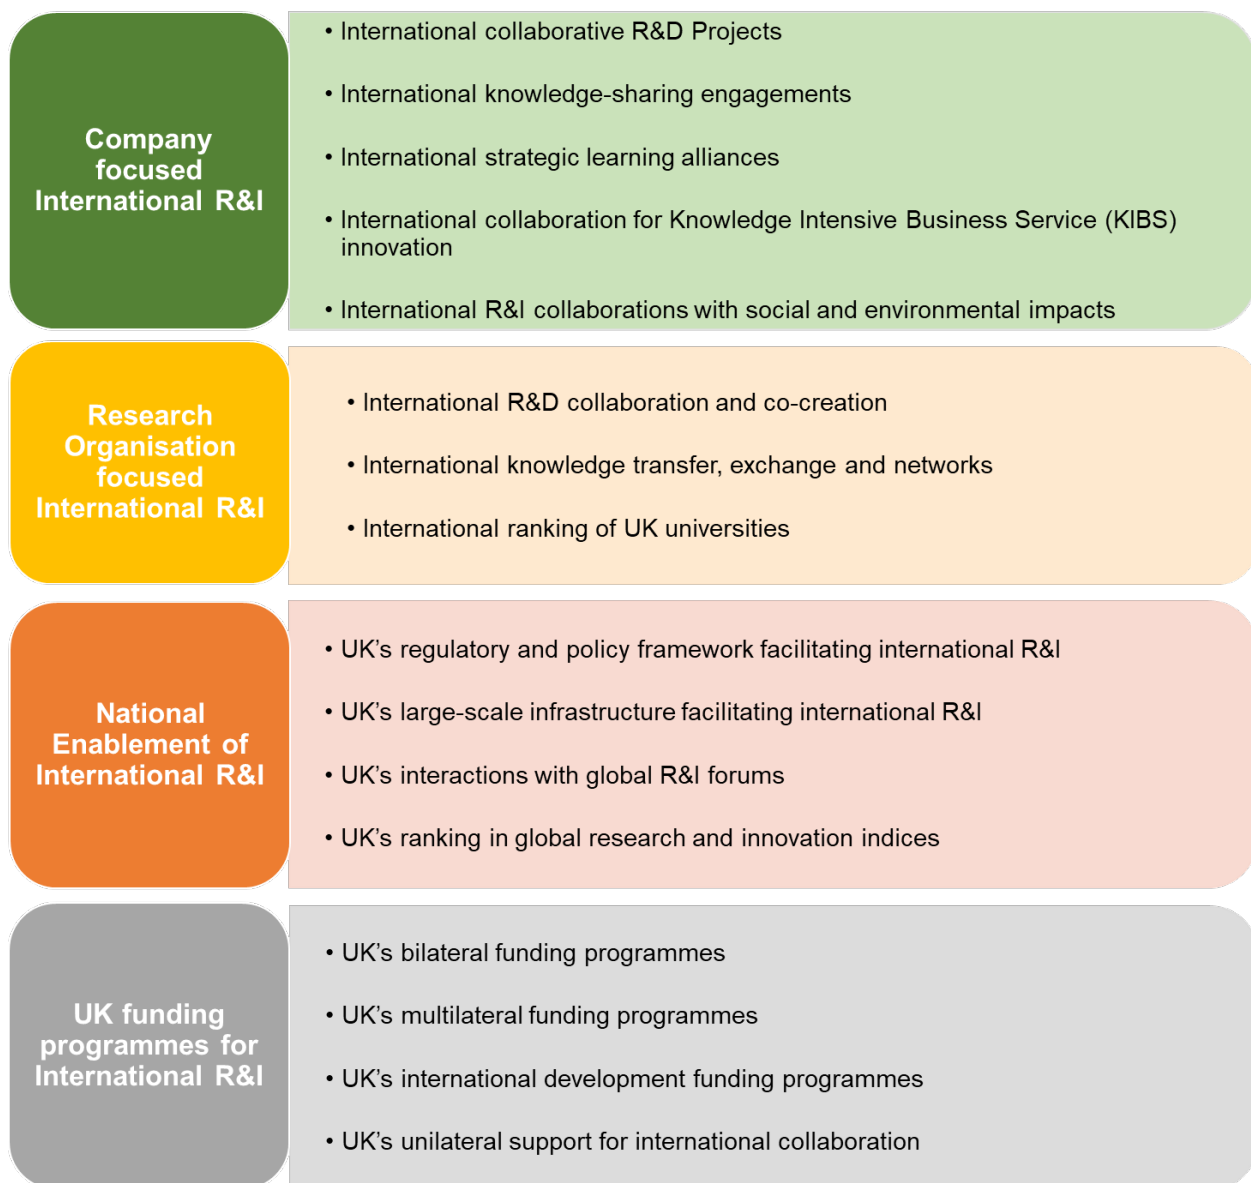 Company
focused
International R&I
• International collaborative R&D Projects
• International knowledge-sharing engagements
• International strategic learning alliances
• International collaboration for Knowledge Intensive Business Service (KIBS)
innovation
• International R&I collaborations with social and environmental impacts
Research
Organisation
focused
International R&I
• International R&D collaboration and co-creation
• International knowledge transfer, exchange and networks
• International ranking of UK universities
National
Enablement of
International R&I
• UK’s regulatory and policy framework facilitating international R&I
• UK’s large-scale infrastructure facilitating international R&I
• UK’s interactions with global R&I forums
• UK’s ranking in global research and innovation indices
UK funding
programmes for
International R&I
• UK’s bilateral funding programmes
• UK’s multilateral funding programmes
• UK’s international development funding programmes
• UK’s unilateral support for international collaboration